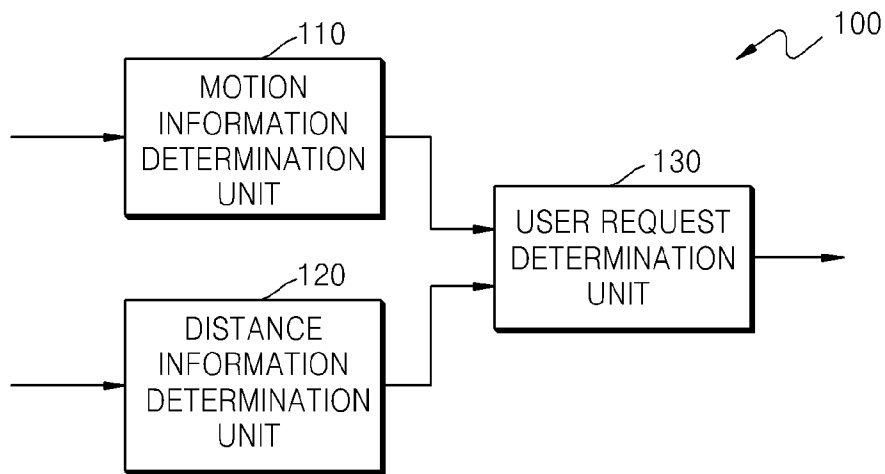 100
110
MOTION
INFORMATION
DETERMINATION
UNIT
130
USER REQUEST
DETERMINATION
UNIT
120
DISTANCE
INFORMATION
DETERMINATION
UNIT